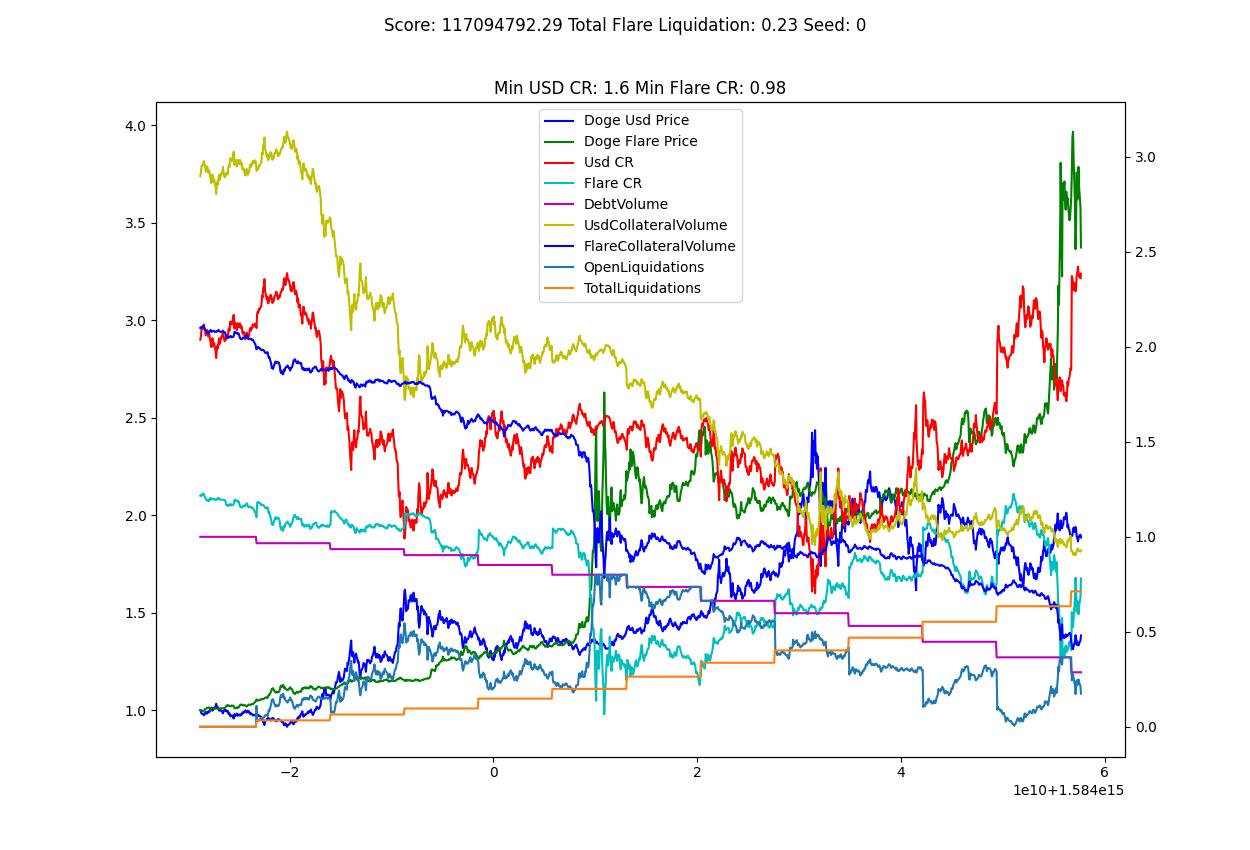 Score: 117094792.29 Total Flare Liquidation: 0.23 Seed: 0
Min USD CR: 1.6 Min Flare CR: 0.98
Doge Usd Price
Doge Flare Price
Usd CR
Flare CR
DebtVolume
UsdCollateralVolume
FlareCollateralVolume
OpenLiquidations
TotalLiquidations
4.0
3.5
3.0
2.5
2.0
1.5
1.0
3.0
2.5
2.0
1.5
1.0
0.5
0.0
−2 0 2 4 6
1e10+1.584e15